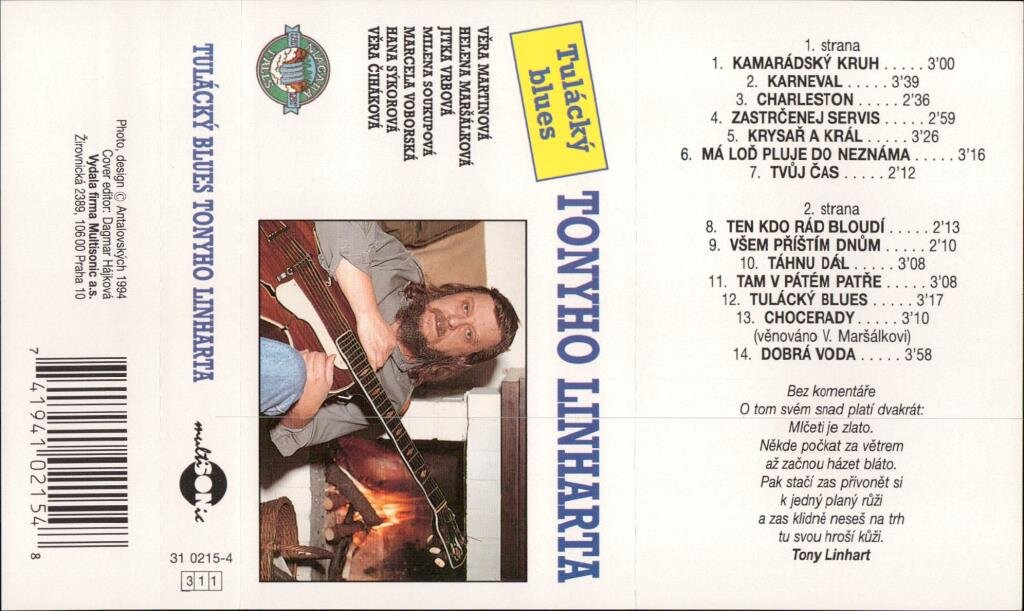 Tulácký
blues
TONYHO LINHARTA
VĚRA MARTINOVÁ
HELENA MARŠÁLKOVÁ
JITKA VRBOVÁ
MILENA SOUKUPOVÁ
MARCELA VOBORSKÁ
HANA SÝKOROVÁ
VĚRA ČIHÁKOVÁ
TULÁCKÝ BLUES TONYHO LINHARTA
multiSONic
31 0215-4
311
Photo, design © Antalovských 1994
Cover editor: Dagmar Hájková
Vydala firma Multisonic a.s.
Žirovnická 2389, 106 00 Praha 10
7 41941 02154 8
1. strana
1. KAMARÁDSKÝ KRUH ..... 3'00
2. KARNEVAL ..... 3'39
3. CHARLESTON ..... 2'36
4. ZASTRČENEJ SERVIS ..... 2'59
5. KRYSAŘ A KRÁL ..... 3'26
6. MÁ LOĎ PLUJE DO NEZNÁMA ..... 3'16
7. TVŮJ ČAS ..... 2'12
2. strana
8. TEN KDO RÁD BLOUDÍ ..... 2'13
9. VŠEM PŘÍŠTÍM DNŮM ..... 2'10
10. TÁHNU DÁL ..... 3'08
11. TAM V PÁTÉM PATŘE ..... 3'08
12. TULÁCKÝ BLUES ..... 3'17
13. CHOCERADY ..... 3'10
(věnováno V. Maršálkovi)
14. DOBRÁ VODA ..... 3'58
Bez komentáře
O tom svém snad platí dvakrát:
Mlčeti je zlato.
Někde počkat za větrem
až začnou házet bláto.
Pak stačí zas přivonět si
k jedný planý růži
a zas klidně neseš na trh
tu svou hroší kůži.
Tony Linhart